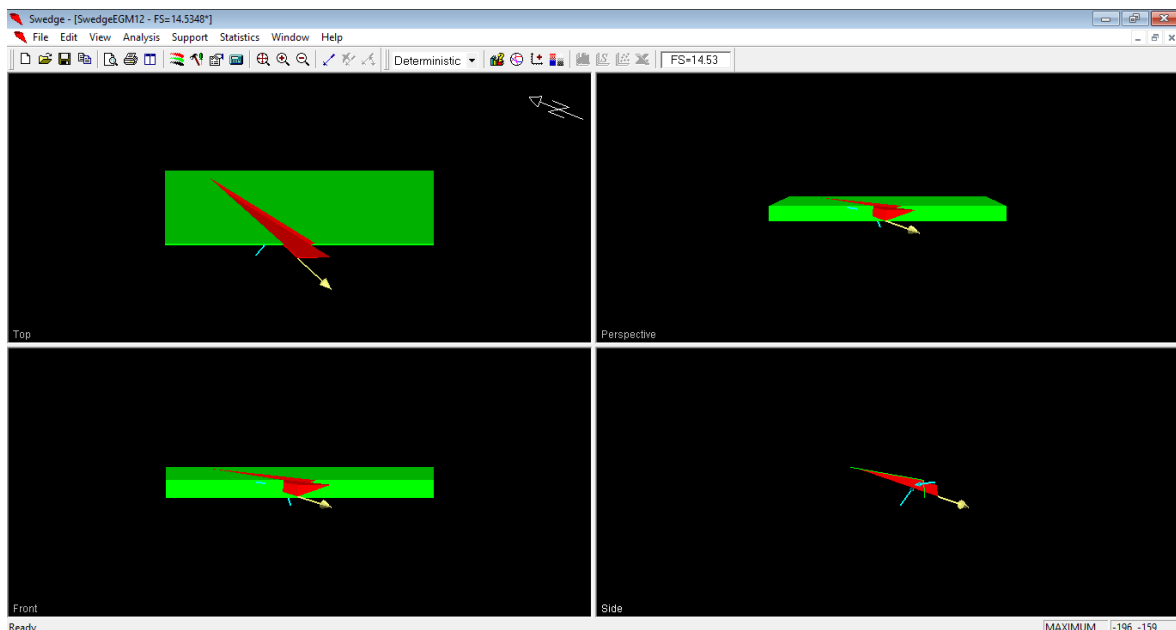 Swedge - [SwedgeEGM12 - FS=14.5348*]
File Edit View Analysis Support Statistics Window Help
Deterministic FS=14.53
Top
Perspective
Front
Side
Ready MAXIMUM -196 -159